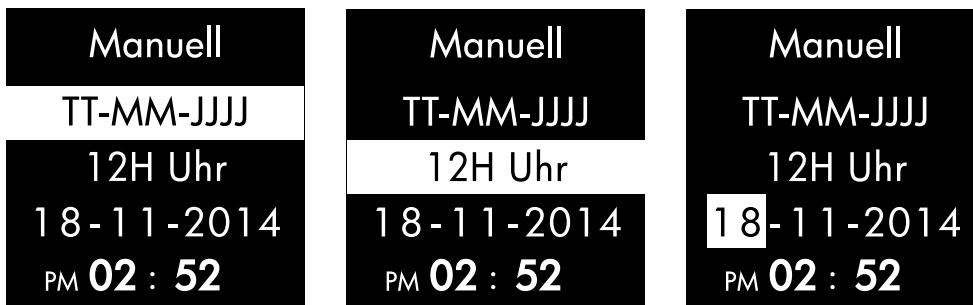 Manuell
TT-MM-JJJJ
12H Uhr
18-11-2014
PM 02 : 52
Manuell
TT-MM-JJJJ
12H Uhr
18-11-2014
PM 02 : 52
Manuell
TT-MM-JJJJ
12H Uhr
18-11-2014
PM 02 : 52